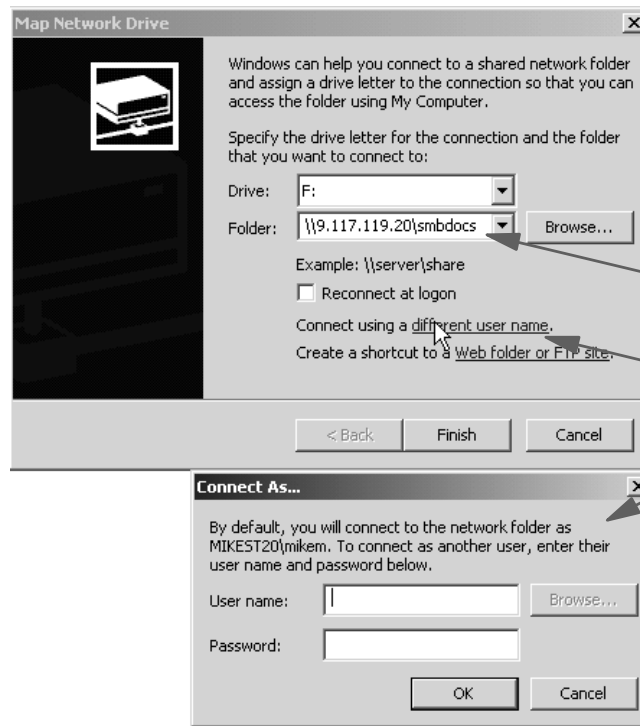 Map Network Drive
Windows can help you connect to a shared network folder
and assign a drive letter to the connection so that you can
access the folder using My Computer.
Specify the drive letter for the connection and the folder
that you want to connect to:
Drive: F:
Folder: \\9.117.119.20\smbdocs Browse...
Example: \\server\share
Reconnect at logon
Connect using a different user name.
Create a shortcut to a Web folder or FTP site.
< Back Finish Cancel
Connect As...
By default, you will connect to the network folder as
MIKEST20\mikem. To connect as another user, enter their
user name and password below.
User name: Browse...
Password:
OK Cancel